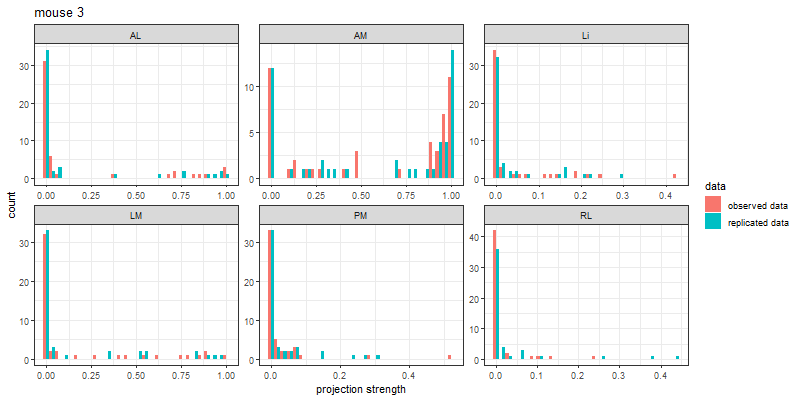 mouse 3
AL
AM
Li
30
20
10
0
0.00 0.25 0.50 0.75 1.00
10
5
0
0.00 0.25 0.50 0.75 1.00
30
20
10
0
0.0 0.1 0.2 0.3 0.4
LM
PM
RL
30
20
10
0
0.00 0.25 0.50 0.75 1.00
30
20
10
0
0.0 0.2 0.4
40
30
20
10
0
0.0 0.1 0.2 0.3 0.4
count
projection strength
data
observed data
replicated data